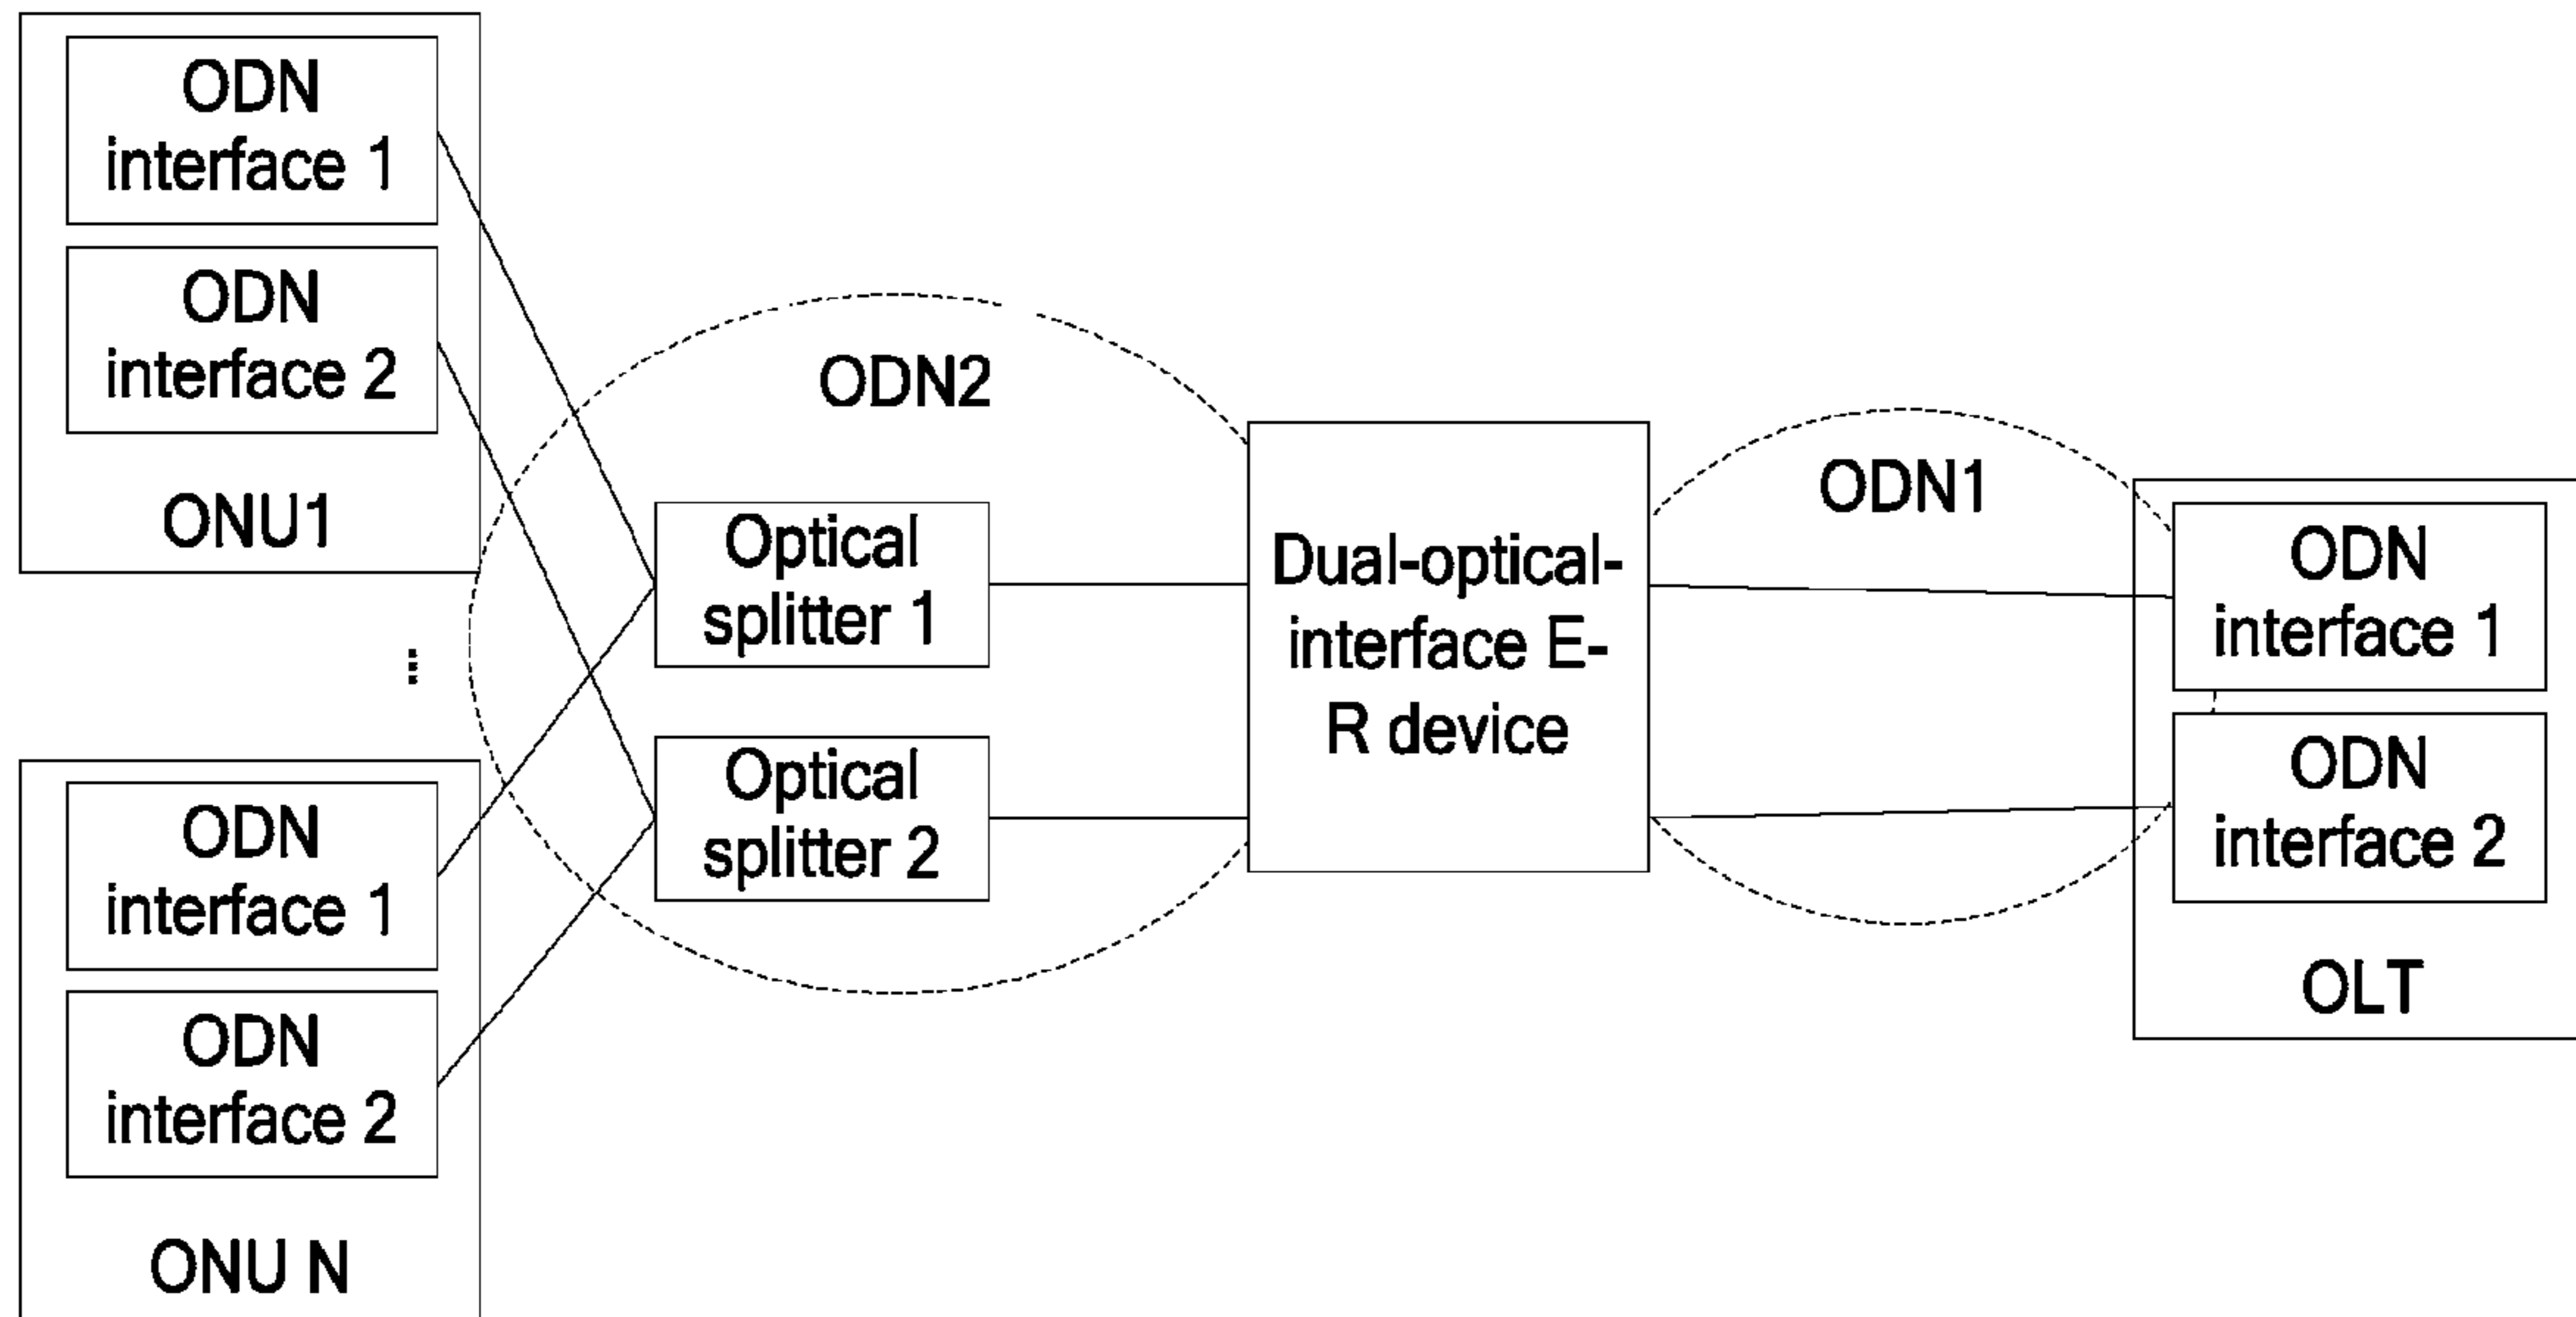 ODN
interface 1
ODN
interface 2
ONU1
...
ODN
interface 1
ODN
interface 2
ONU N
ODN2
Optical
splitter 1
Optical
splitter 2
Dual-optical-
interface E-
R device
ODN1
ODN
interface 1
ODN
interface 2
OLT